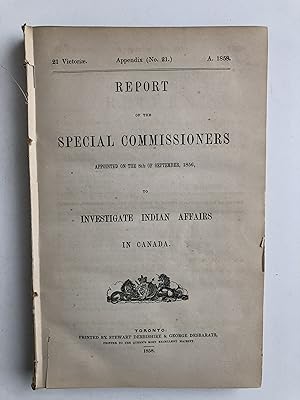 21 Victoriæ. Appendix (No. 21.) A. 1858.
REPORT
OF THE
SPECIAL COMMISSIONERS
APPOINTED ON THE 8th OF SEPTEMBER, 1856,
TO
INVESTIGATE INDIAN AFFAIRS
IN CANADA.
TORONTO:
PRINTED BY STEWART DERBISHIRE & GEORGE DESBARATS,
PRINTER TO THE QUEEN'S MOST EXCELLENT MAJESTY.
1858.